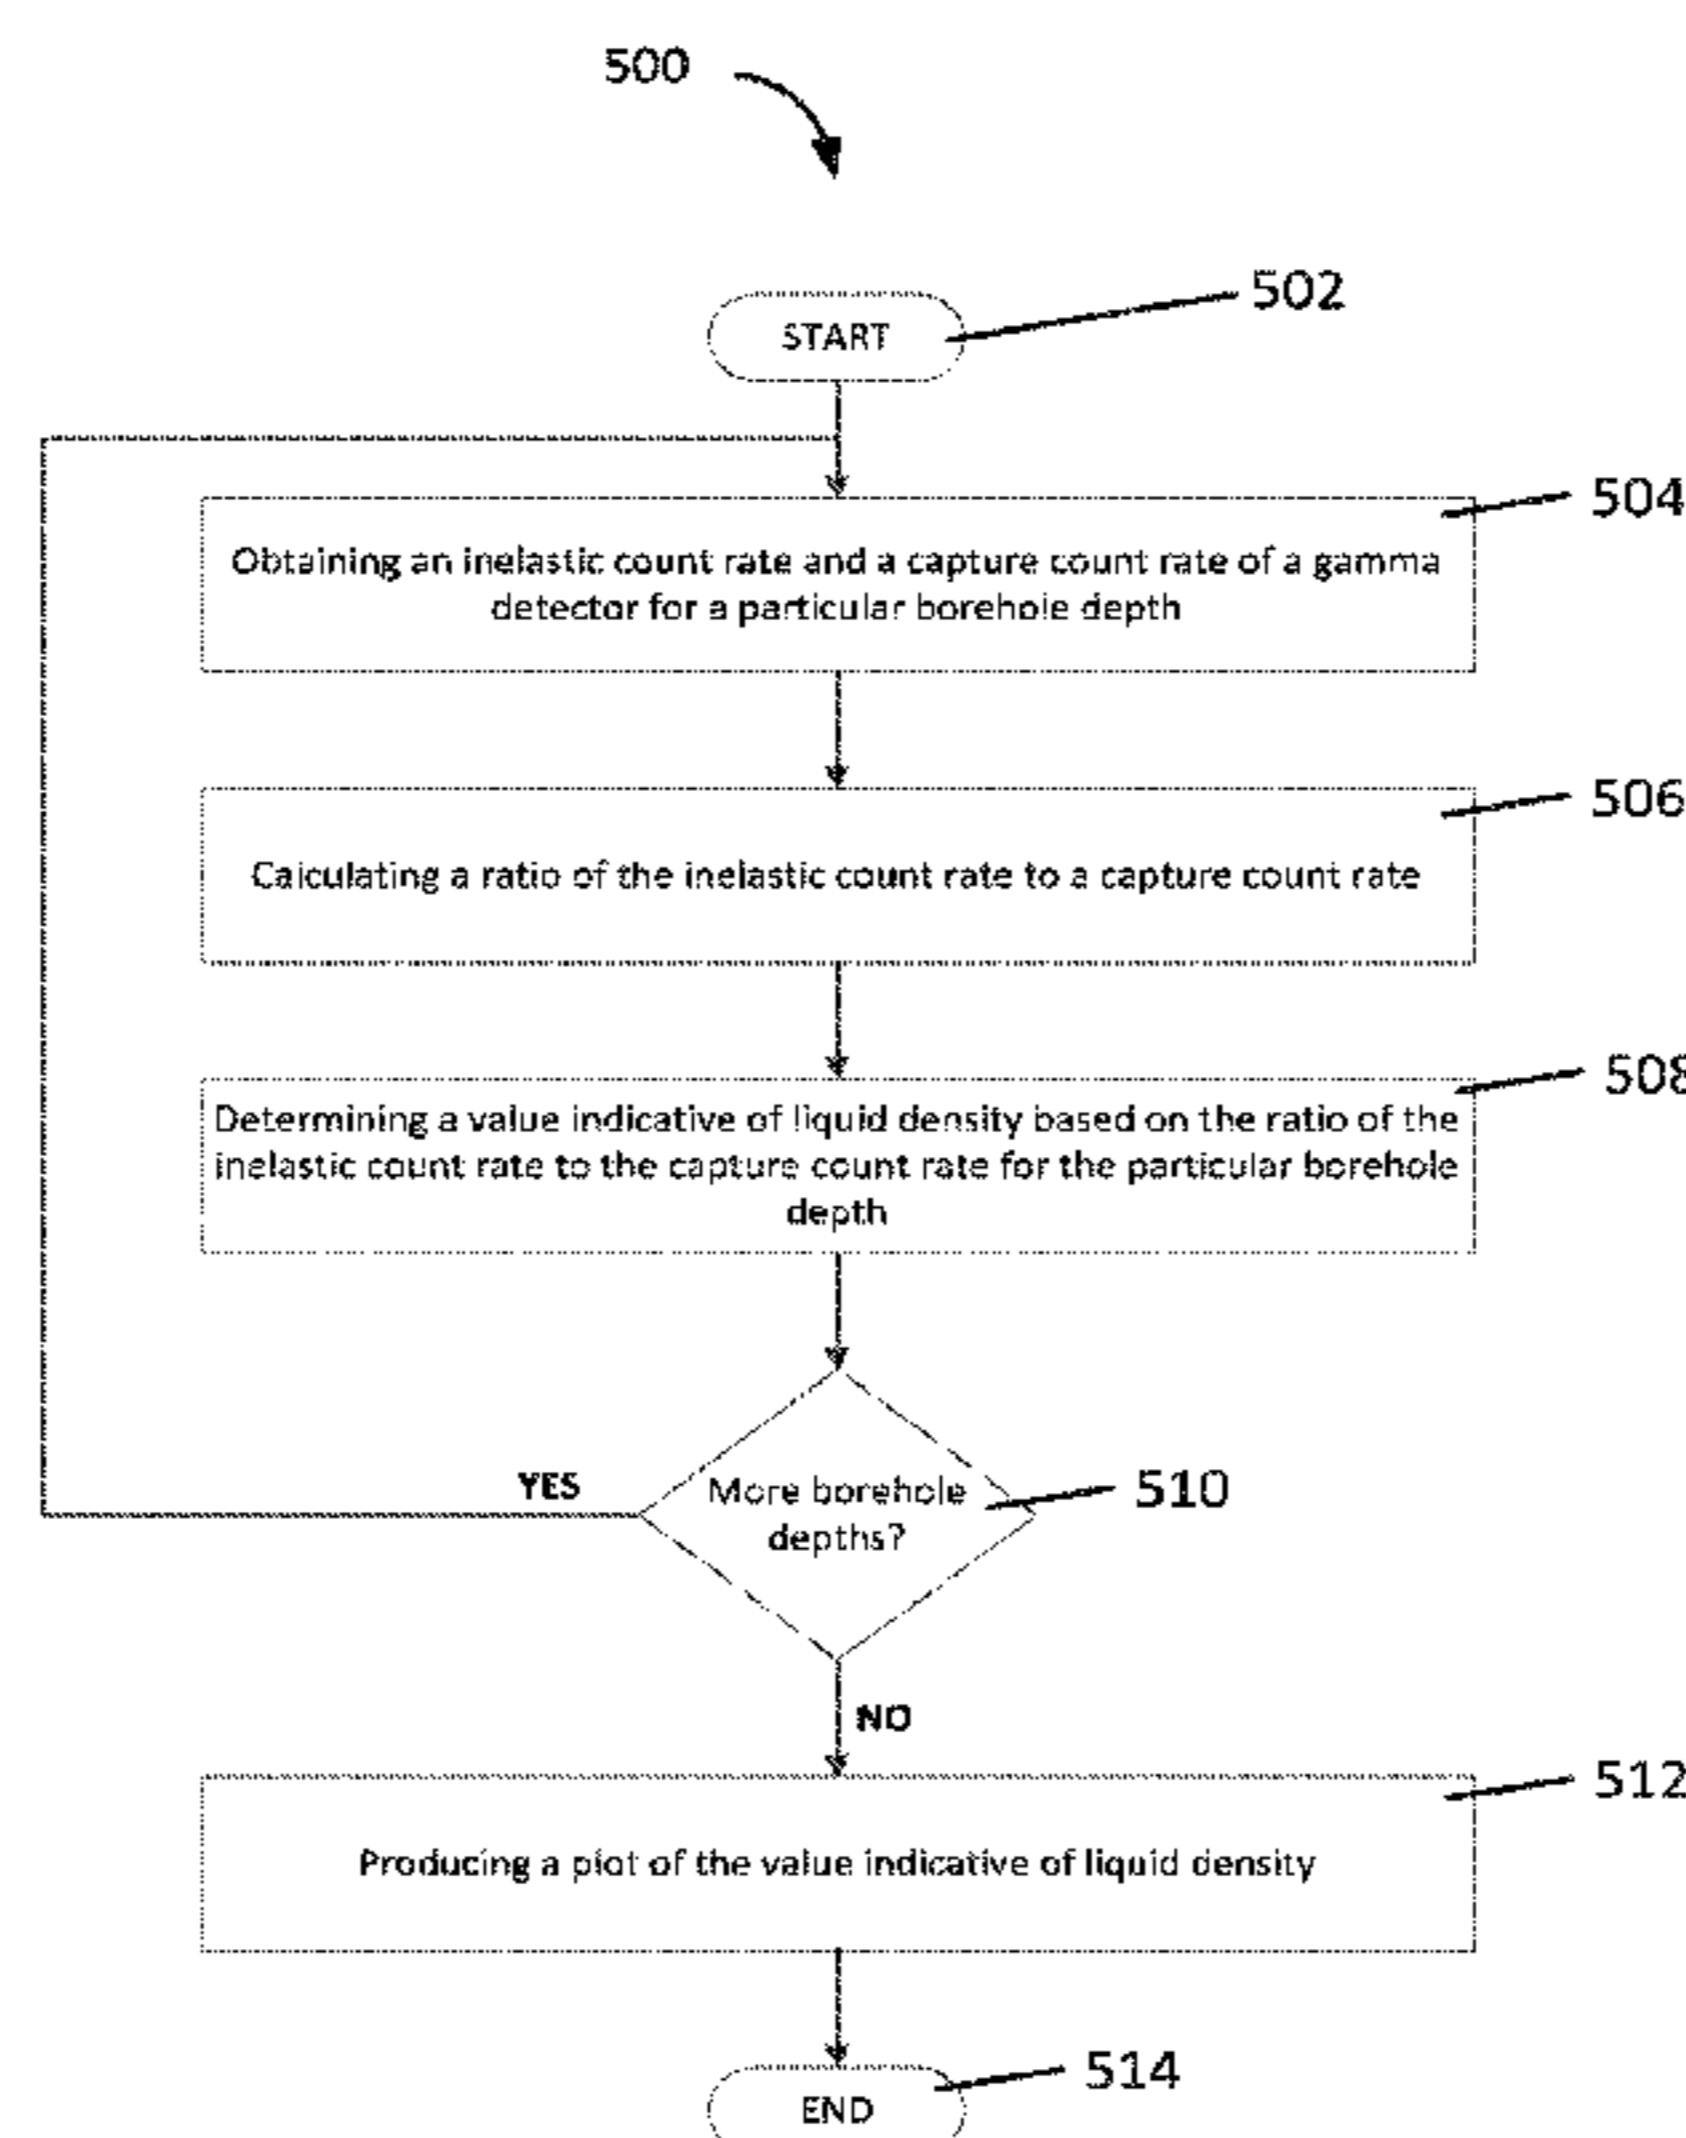 500
START
502
504
Obtaining an inelastic count rate and a capture count rate of a gamma
detector for a particular borehole depth
506
Calculating a ratio of the inelastic count rate to a capture count rate
508
Determining a value indicative of liquid density based on the ratio of the
inelastic count rate to the capture count rate for the particular borehole
depth
YES
More borehole
depths?
510
NO
512
Producing a plot of the value indicative of liquid density
514
END